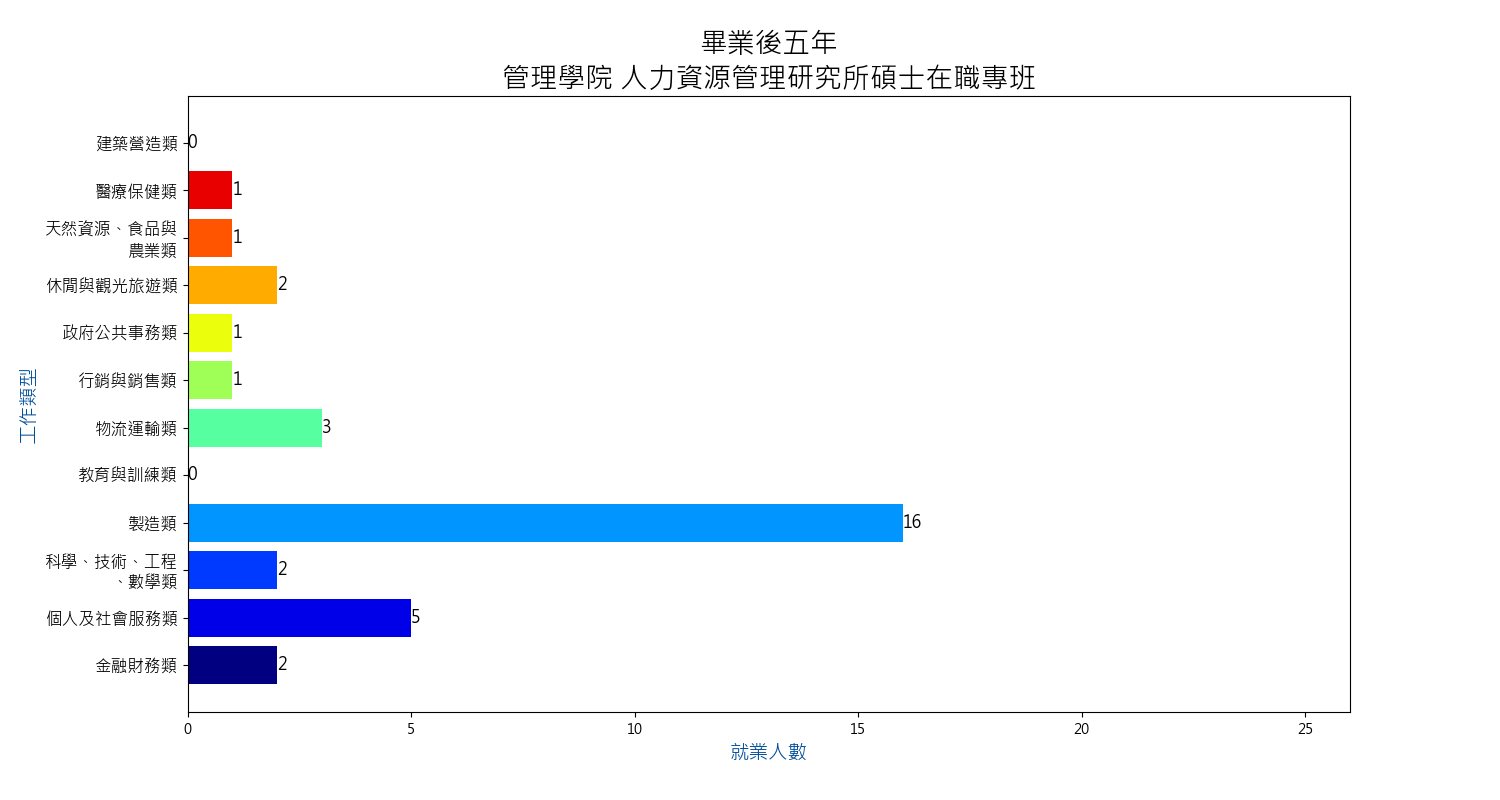 畢業後五年
管理學院 人力資源管理研究所碩士在職專班
建築營造類
0
醫療保健類
1
天然資源、食品與
農業類
1
休閒與觀光旅遊類
2
政府公共事務類
1
行銷與銷售類
1
物流運輸類
3
教育與訓練類
0
製造類
16
科學、技術、工程
、數學類
2
個人及社會服務類
5
金融財務類
2
工作類型
0
5
10
15
20
25
就業人數